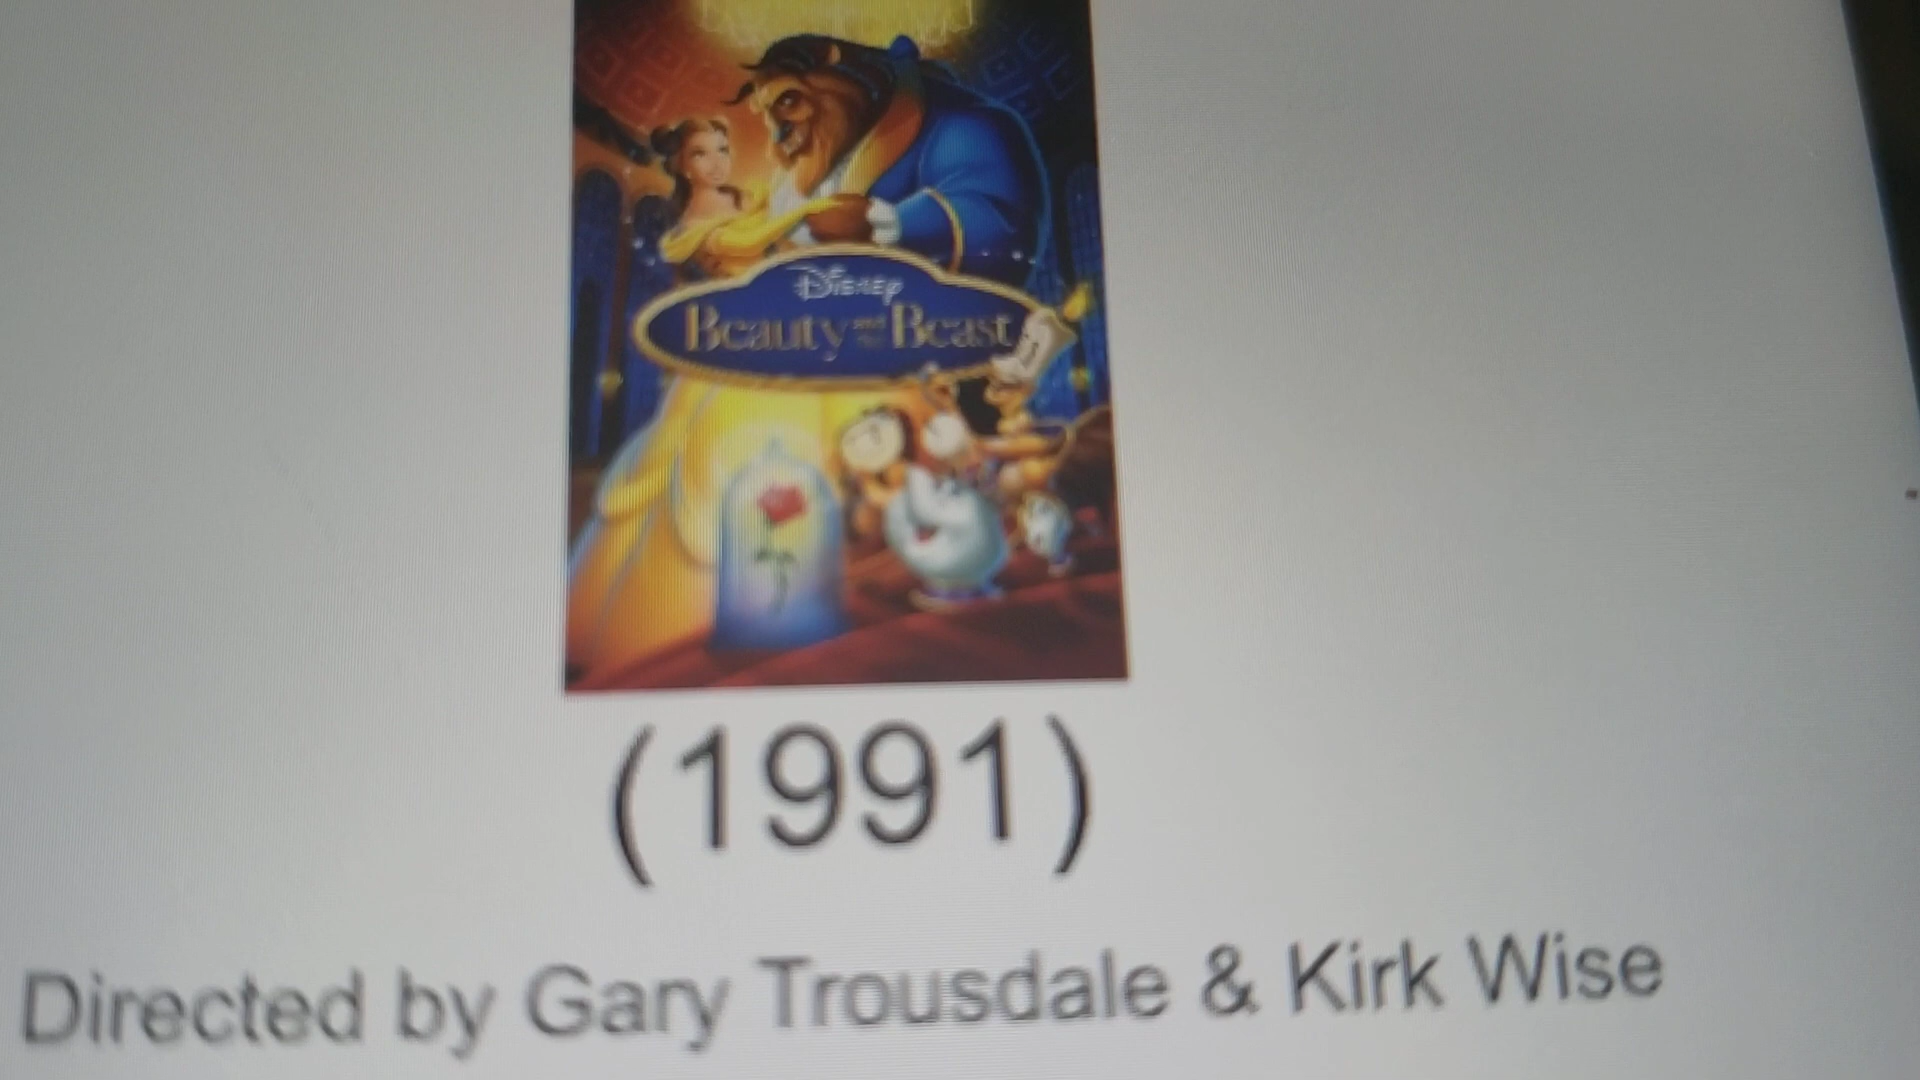 Disney
Beauty and the Beast
(1991)
Directed by Gary Trousdale & Kirk Wise